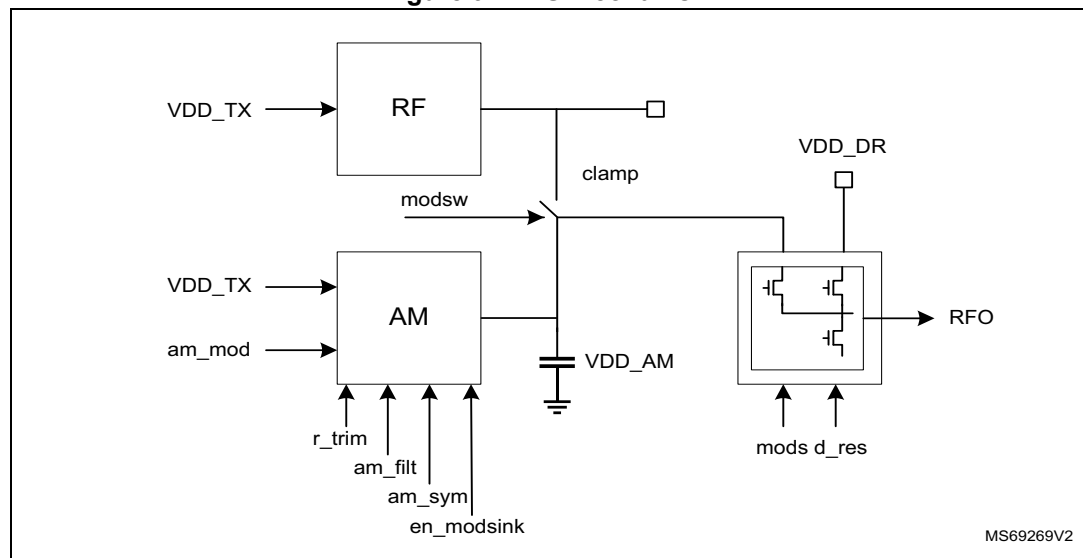 VDD_TX
RF
VDD_DR
clamp
modsw
VDD_TX
AM
am_mod
VDD_AM
RFO
r_trim
am_filt
am_sym
en_modsink
mods d_res
MS69269V2